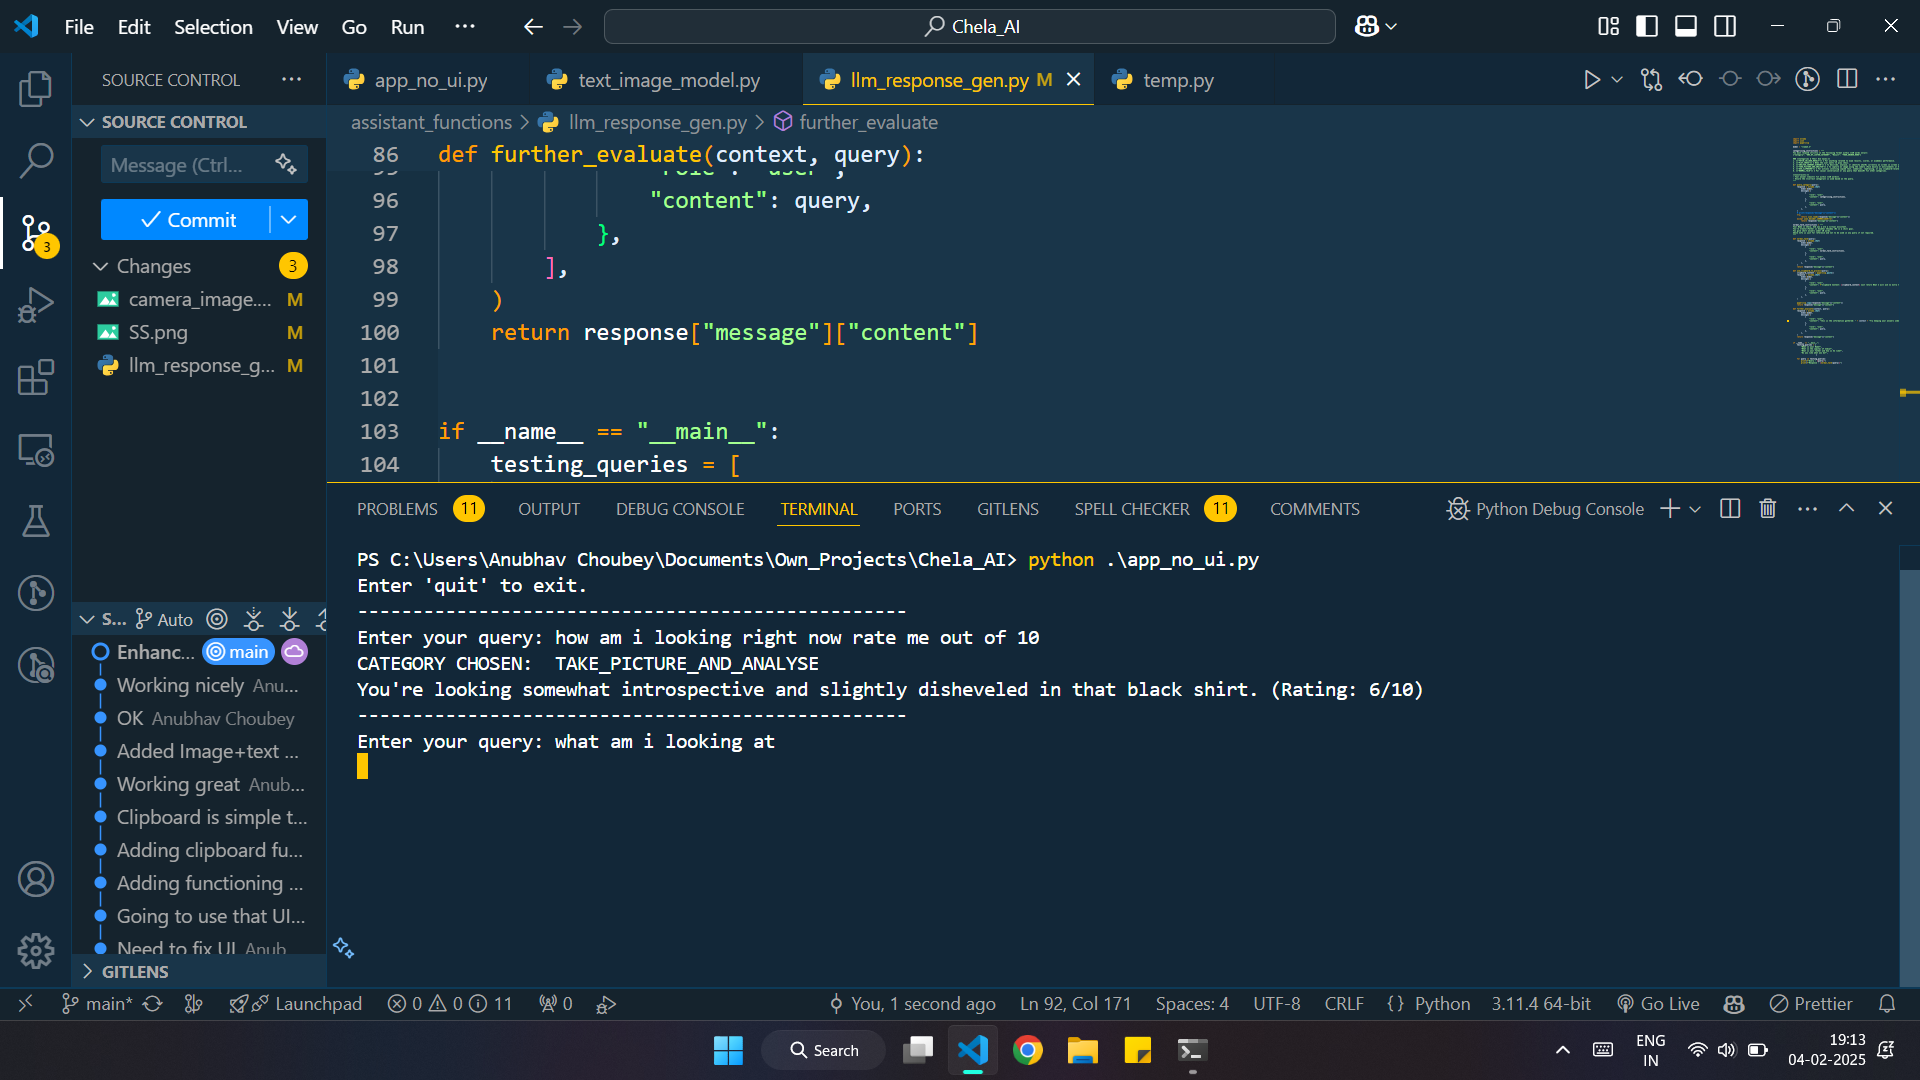 File Edit Selection View Go Run ··· Chela_AI
SOURCE CONTROL ···
SOURCE CONTROL
Message (Ctrl...
Commit
Changes 3
camera_image.... M
SS.png M
llm_response_g... M
3
S... Auto
Enhanc... main
Working nicely Anu...
OK Anubhav Choubey
Added Image+text ...
Working great Anub...
Clipboard is simple t...
Adding clipboard fu...
Adding functioning ...
Going to use that UI...
Need to fix UI Anub
GITLENS
app_no_ui.py text_image_model.py llm_response_gen.py M temp.py
assistant_functions > llm_response_gen.py > further_evaluate
86 def further_evaluate(context, query):
96 "content": query,
97 },
98 ],
99 )
100 return response["message"]["content"]
101
102
103 if __name__ == "__main__":
104 testing_queries = [
PROBLEMS 11 OUTPUT DEBUG CONSOLE TERMINAL PORTS GITLENS SPELL CHECKER 11 COMMENTS Python Debug Console
PS C:\Users\Anubhav Choubey\Documents\Own_Projects\Chela_AI> python .\app_no_ui.py
Enter 'quit' to exit.
--------------------------------------------------
Enter your query: how am i looking right now rate me out of 10
CATEGORY CHOSEN:  TAKE_PICTURE_AND_ANALYSE
You're looking somewhat introspective and slightly disheveled in that black shirt. (Rating: 6/10)
--------------------------------------------------
Enter your query: what am i looking at
main* Launchpad 0 0 11 0 You, 1 second ago Ln 92, Col 171 Spaces: 4 UTF-8 CRLF {} Python 3.11.4 64-bit Go Live Prettier
Search ENG
IN 19:13
04-02-2025